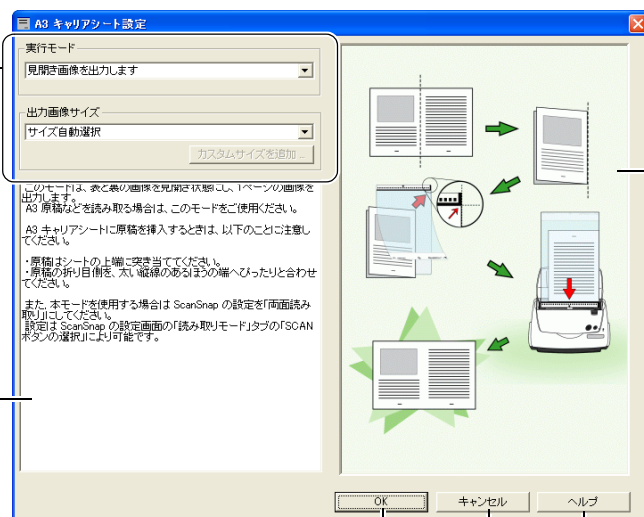 A3 キャリアシート設定
実行モード
見開き画像を出力します
出力画像サイズ
サイズ自動選択
カスタムサイズを追加...
このモードは、表と裏の画像を見開き状態にし、1ページの画像を
出力します。
A3 原稿などを読み取る場合は、このモードをご使用ください。
A3 キャリアシートに原稿を挿入するときは、以下のことに注意し
てください。
・原稿はシートの上端に突き当ててください。
・原稿の折り目側を、太い縦線のあるほうの端へぴったりと合わせ
てください。
また、本モードを使用する場合は ScanSnap の設定を「両面読み
取り」にしてください。
設定は ScanSnap の設定画面の「読み取りモード」タブの「SCAN
ボタンの選択」により可能です。
OK
キャンセル
ヘルプ